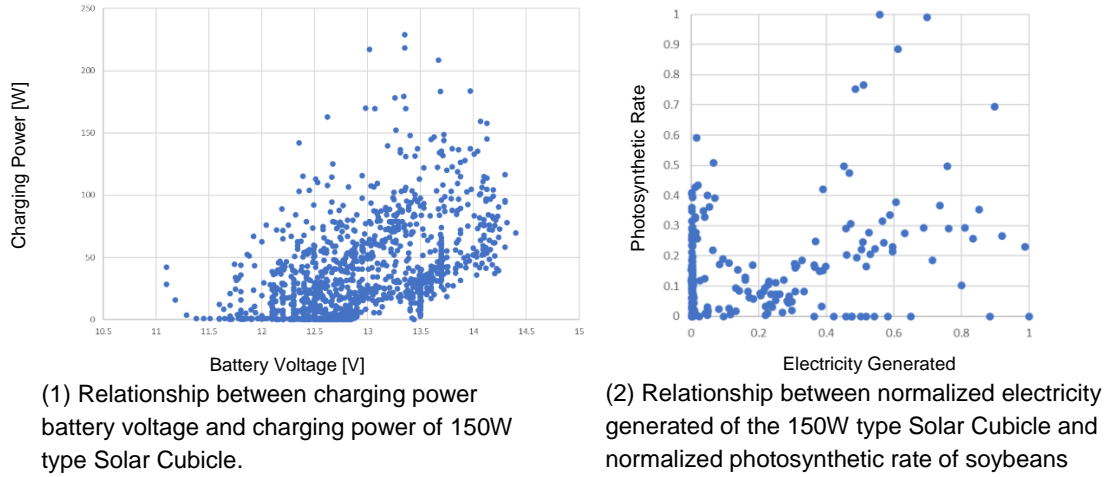 250
200
150
100
50
0
10.5 11 11.5 12 12.5 13 13.5 14 14.5 15
Charging Power [W]
Battery Voltage [V]
(1) Relationship between charging power
battery voltage and charging power of 150W
type Solar Cubicle.
1
0.9
0.8
0.7
0.6
0.5
0.4
0.3
0.2
0.1
0
0 0.2 0.4 0.6 0.8 1
Photosynthetic Rate
Electricity Generated
(2) Relationship between normalized electricity
generated of the 150W type Solar Cubicle and
normalized photosynthetic rate of soybeans